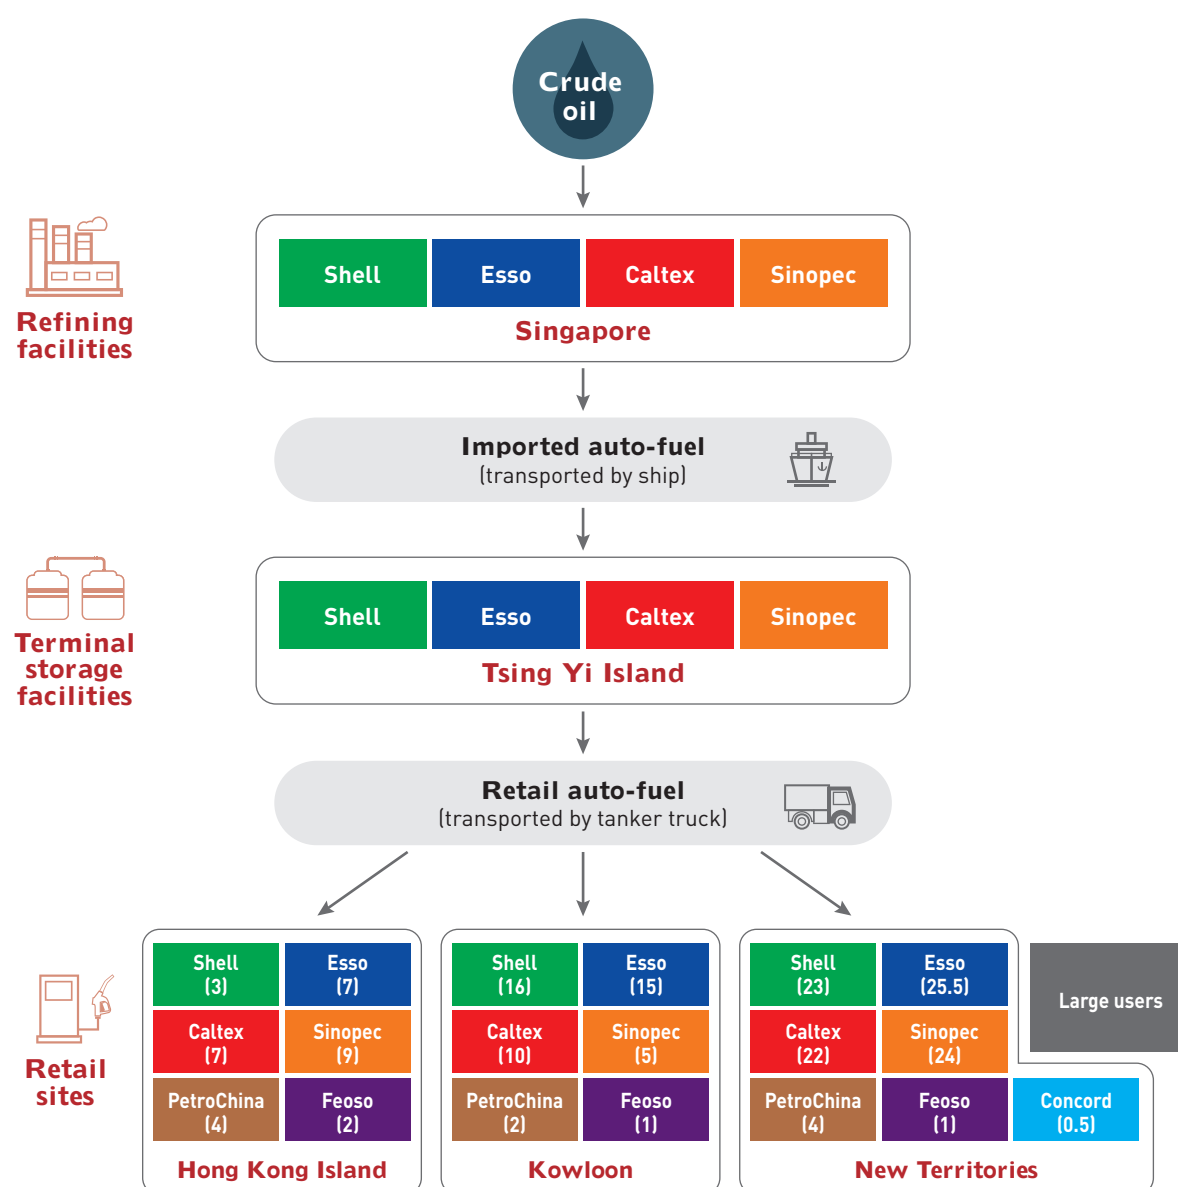 Crude
oil
Refining
facilities
Shell
Esso
Caltex
Sinopec
Singapore
Imported auto-fuel
(transported by ship)
Terminal
storage
facilities
Shell
Esso
Caltex
Sinopec
Tsing Yi Island
Retail auto-fuel
(transported by tanker truck)
Retail
sites
Shell
(3)
Esso
(7)
Caltex
(7)
Sinopec
(9)
PetroChina
(4)
Feoso
(2)
Hong Kong Island
Shell
(16)
Esso
(15)
Caltex
(10)
Sinopec
(5)
PetroChina
(2)
Feoso
(1)
Kowloon
Shell
(23)
Esso
(25.5)
Caltex
(22)
Sinopec
(24)
PetroChina
(4)
Feoso
(1)
Concord
(0.5)
New Territories
Large users